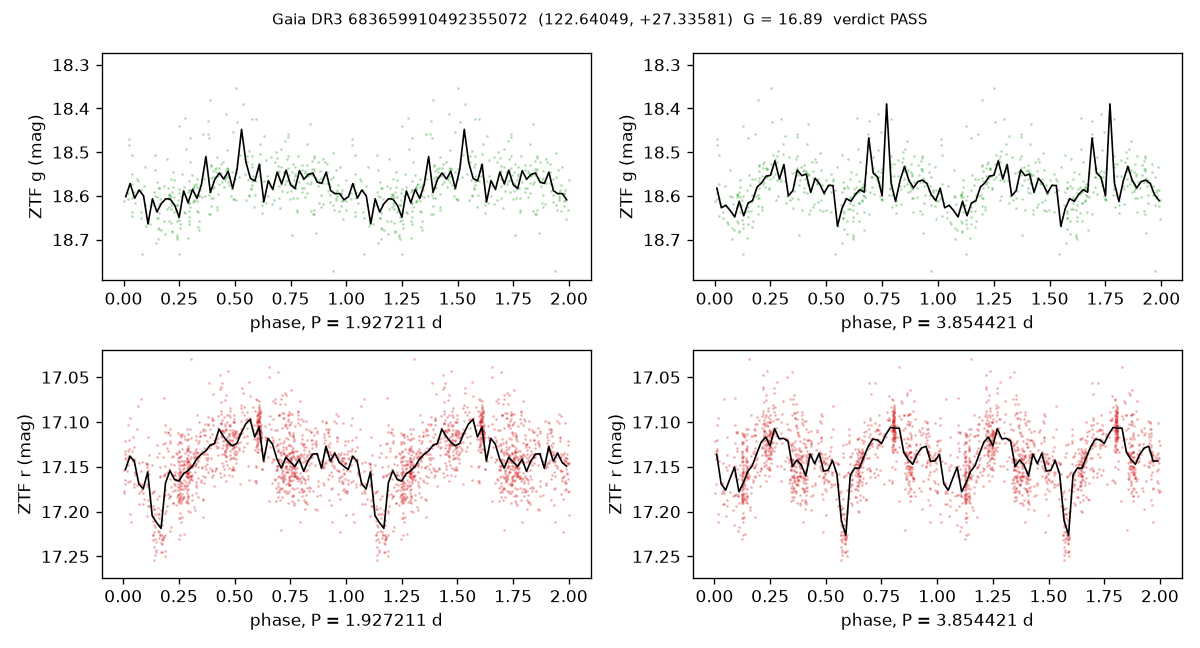 Gaia DR3 683659910492355072 (122.64049, +27.33581) G = 16.89 verdict PASS
ZTF g (mag)
18.3
18.4
18.5
18.6
18.7
0.00 0.25 0.50 0.75 1.00 1.25 1.50 1.75 2.00
phase, P = 1.927211 d
ZTF g (mag)
18.3
18.4
18.5
18.6
18.7
0.00 0.25 0.50 0.75 1.00 1.25 1.50 1.75 2.00
phase, P = 3.854421 d
ZTF r (mag)
17.05
17.10
17.15
17.20
17.25
0.00 0.25 0.50 0.75 1.00 1.25 1.50 1.75 2.00
phase, P = 1.927211 d
ZTF r (mag)
17.05
17.10
17.15
17.20
17.25
0.00 0.25 0.50 0.75 1.00 1.25 1.50 1.75 2.00
phase, P = 3.854421 d